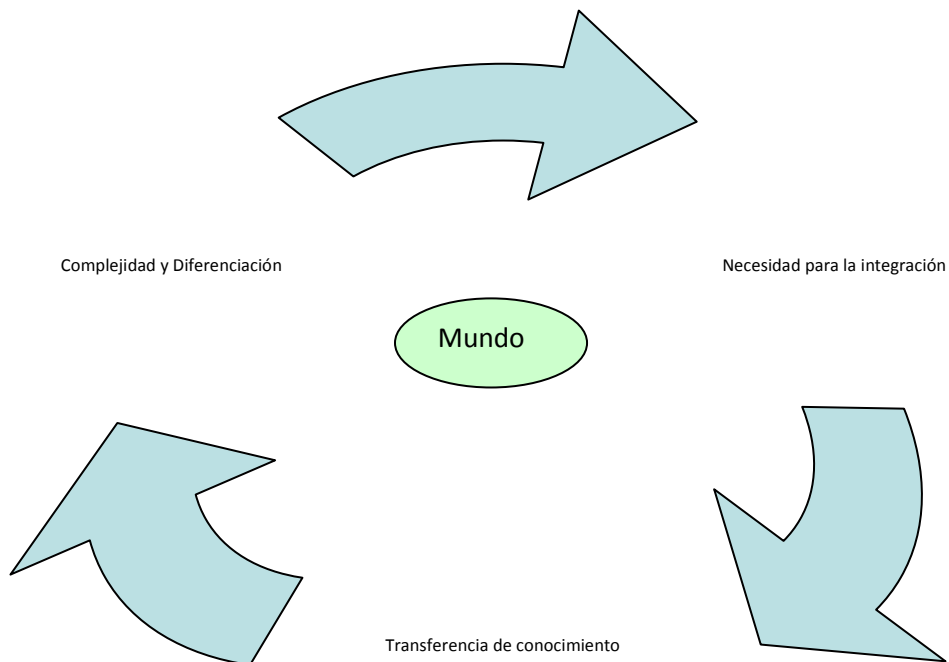 Complejidad y Diferenciación
Necesidad para la integración
Mundo
Transferencia de conocimiento